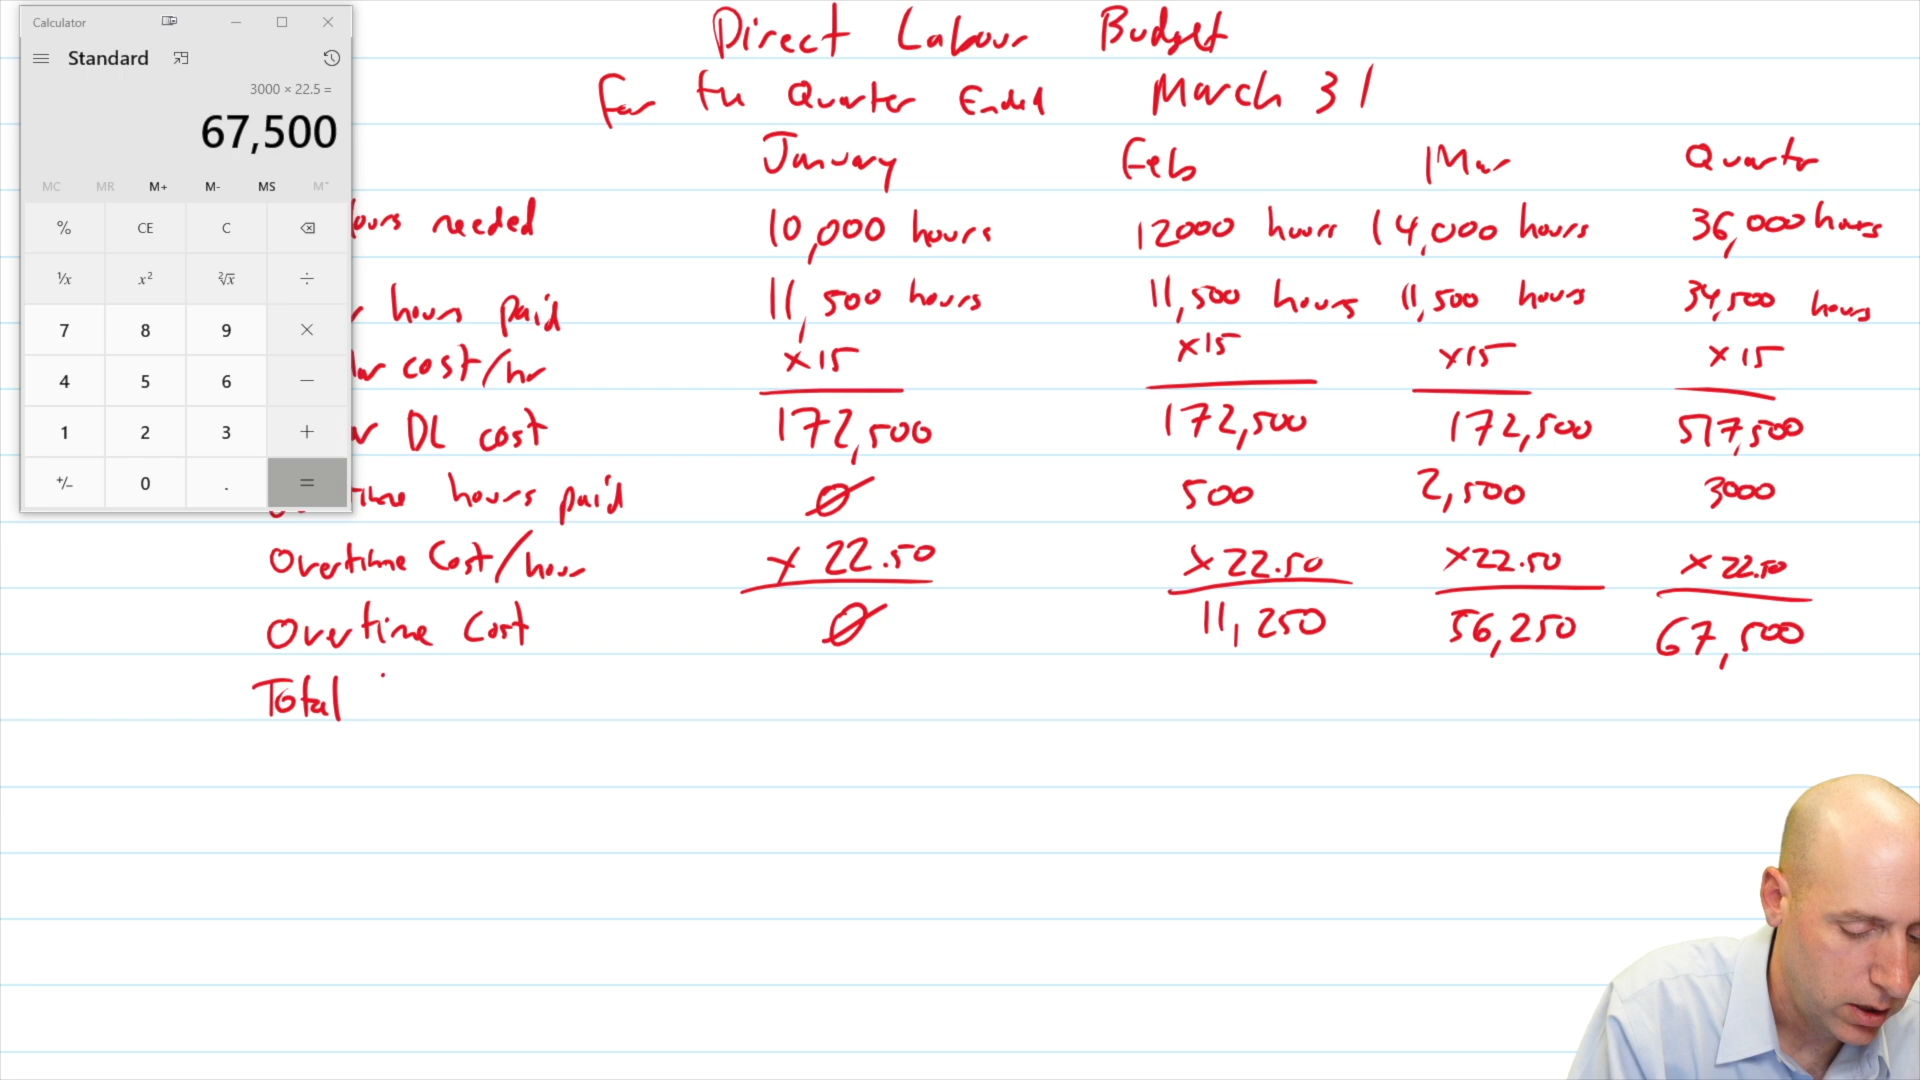 Calculator
Standard
3000 × 22.5 =
67,500
MC MR M+ M- MS M˅
% CE C
¹/x x² ²√x ÷
7 8 9 ×
4 5 6 −
1 2 3 +
+/− 0 . =
Direct Labour Budget
For the Quarter Ended March 31
January Feb Mar Quarter
ours needed 10,000 hours 12000 hours 14,000 hours 36,000 hours
r hours paid 11,500 hours 11,500 hours 11,500 hours 34,500 hours
lar cost/hr ×15 ×15 ×15 ×15
ar DL cost 172,500 172,500 172,500 517,500
time hours paid 0 500 2,500 3000
Overtime Cost/hour × 22.50 ×22.50 ×22.50 × 22.50
Overtime Cost 0 11,250 56,250 67,500
Total